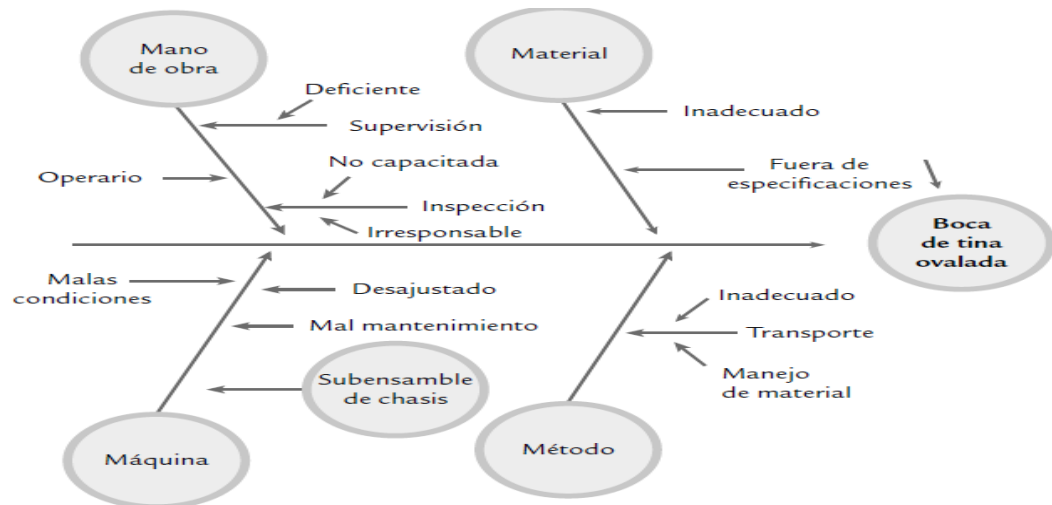 Mano
de obra
Material
Deficiente
Supervisión
Inadecuado
No capacitada
Operario
Fuera de
especificaciones
Inspección
Irresponsable
Boca
de tina
ovalada
Malas
condiciones
Desajustado
Inadecuado
Mal mantenimiento
Transporte
Subensamble
de chasis
Manejo
de material
Máquina
Método